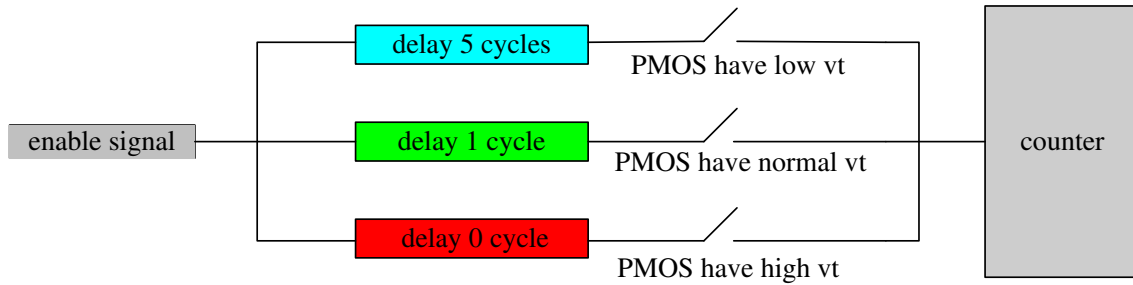 delay 5 cycles
PMOS have low vt
enable signal
delay 1 cycle
counter
PMOS have normal vt
delay 0 cycle
PMOS have high vt